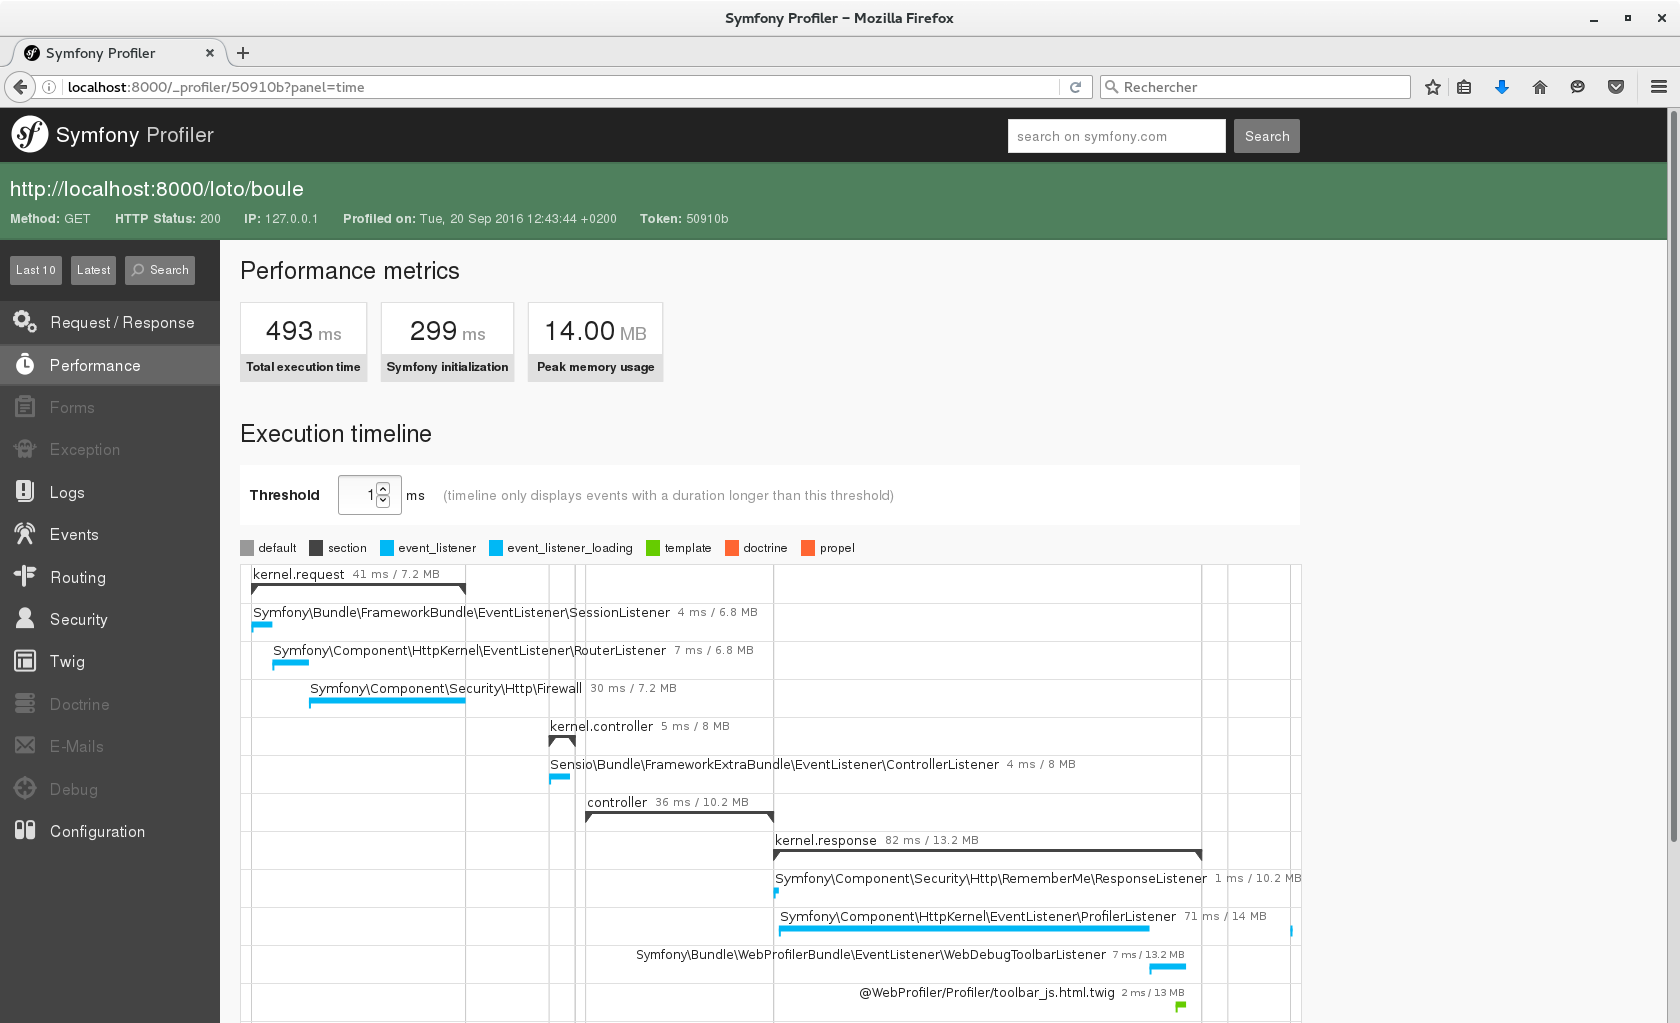 Symfony Profiler – Mozilla Firefox
Symfony Profiler
localhost:8000/_profiler/50910b?panel=time
Rechercher
sf Symfony Profiler
search on symfony.com
Search
http://localhost:8000/loto/boule
Method: GET HTTP Status: 200 IP: 127.0.0.1 Profiled on: Tue, 20 Sep 2016 12:43:44 +0200 Token: 50910b
Last 10 Latest Search
Request / Response
Performance
Forms
Exception
Logs
Events
Routing
Security
Twig
Doctrine
E-Mails
Debug
Configuration
Performance metrics
493 ms
Total execution time
299 ms
Symfony initialization
14.00 MB
Peak memory usage
Execution timeline
Threshold 1 ms (timeline only displays events with a duration longer than this threshold)
default section event_listener event_listener_loading template doctrine propel
kernel.request 41 ms / 7.2 MB
Symfony\Bundle\FrameworkBundle\EventListener\SessionListener 4 ms / 6.8 MB
Symfony\Component\HttpKernel\EventListener\RouterListener 7 ms / 6.8 MB
Symfony\Component\Security\Http\Firewall 30 ms / 7.2 MB
kernel.controller 5 ms / 8 MB
Sensio\Bundle\FrameworkExtraBundle\EventListener\ControllerListener 4 ms / 8 MB
controller 36 ms / 10.2 MB
kernel.response 82 ms / 13.2 MB
Symfony\Component\Security\Http\RememberMe\ResponseListener 1 ms / 10.2 MB
Symfony\Component\HttpKernel\EventListener\ProfilerListener 71 ms / 14 MB
Symfony\Bundle\WebProfilerBundle\EventListener\WebDebugToolbarListener 7 ms / 13.2 MB
@WebProfiler/Profiler/toolbar_js.html.twig 2 ms / 13 MB